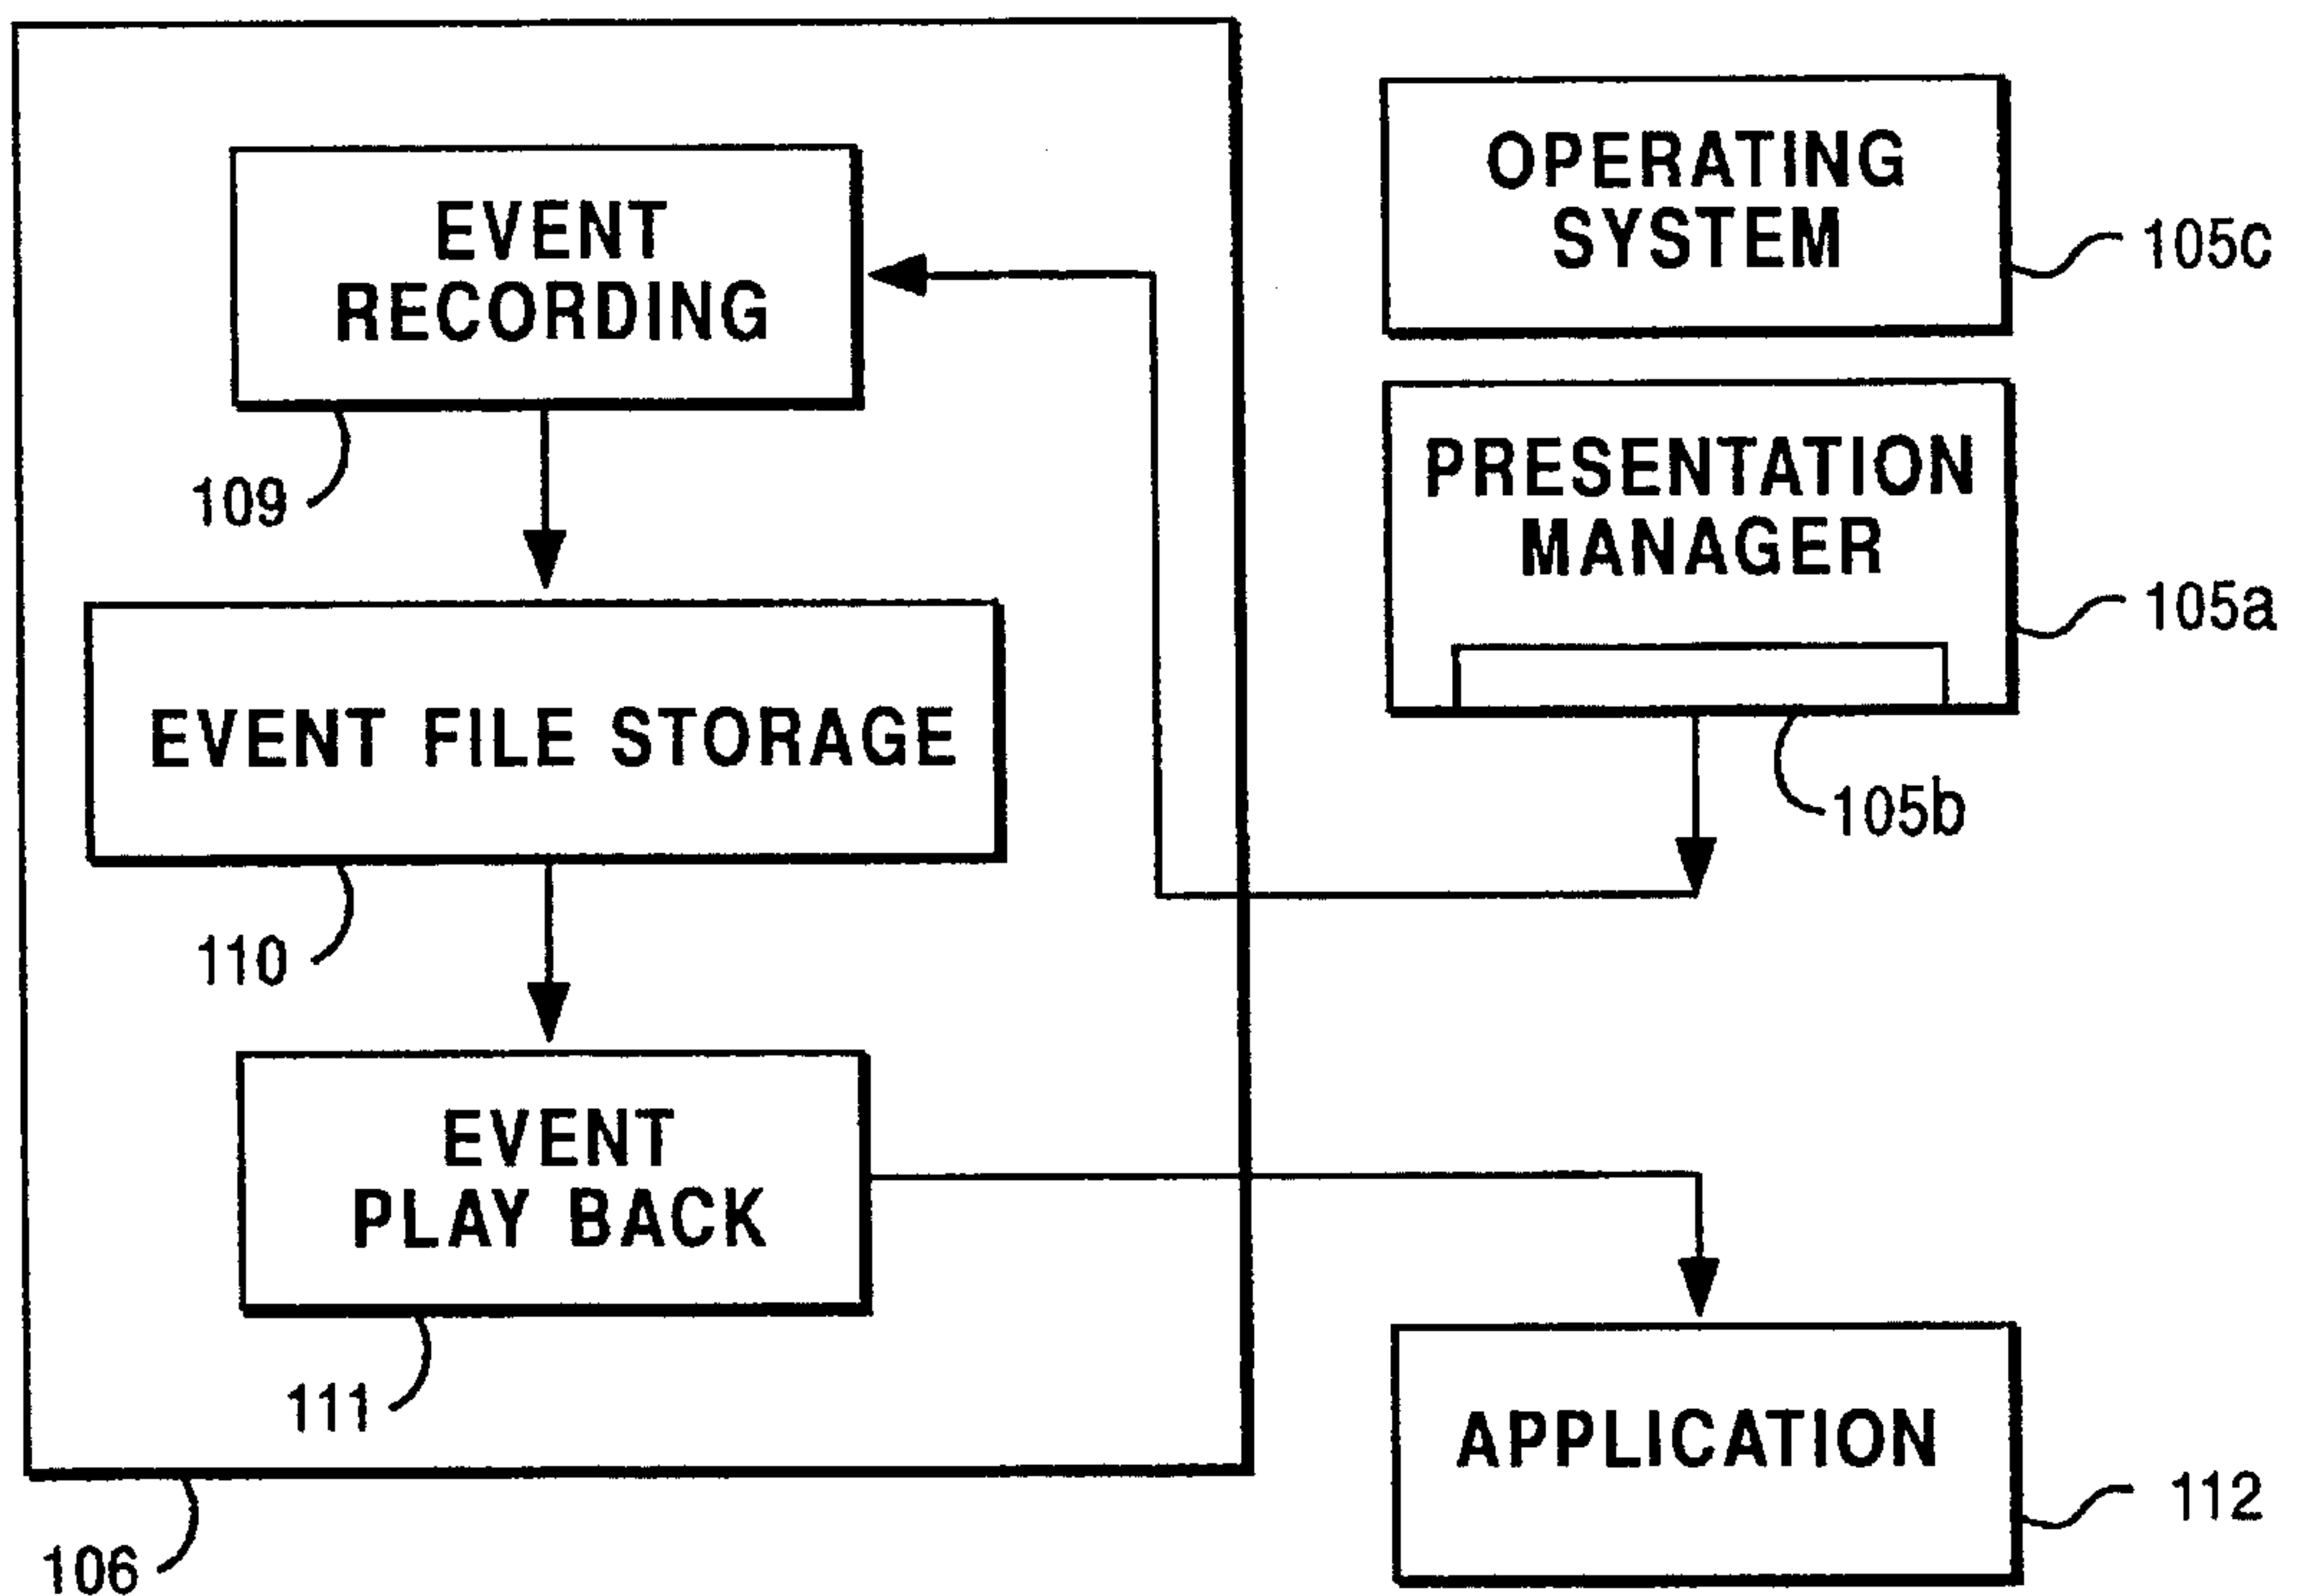 EVENT
RECORDING
109
EVENT FILE STORAGE
110
EVENT
PLAY BACK
111
106
OPERATING
SYSTEM
105c
PRESENTATION
MANAGER
105a
105b
APPLICATION
112